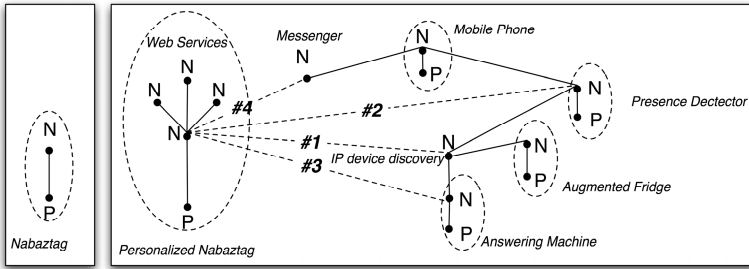 N
P
Nabaztag
Web Services
N
N
N
N
P
Personalized Nabaztag
Messenger
N
#4
#2
#1
#3
Mobile Phone
N
P
N
P
Presence Dectector
N
IP device discovery
N
P
Augmented Fridge
N
P
Answering Machine